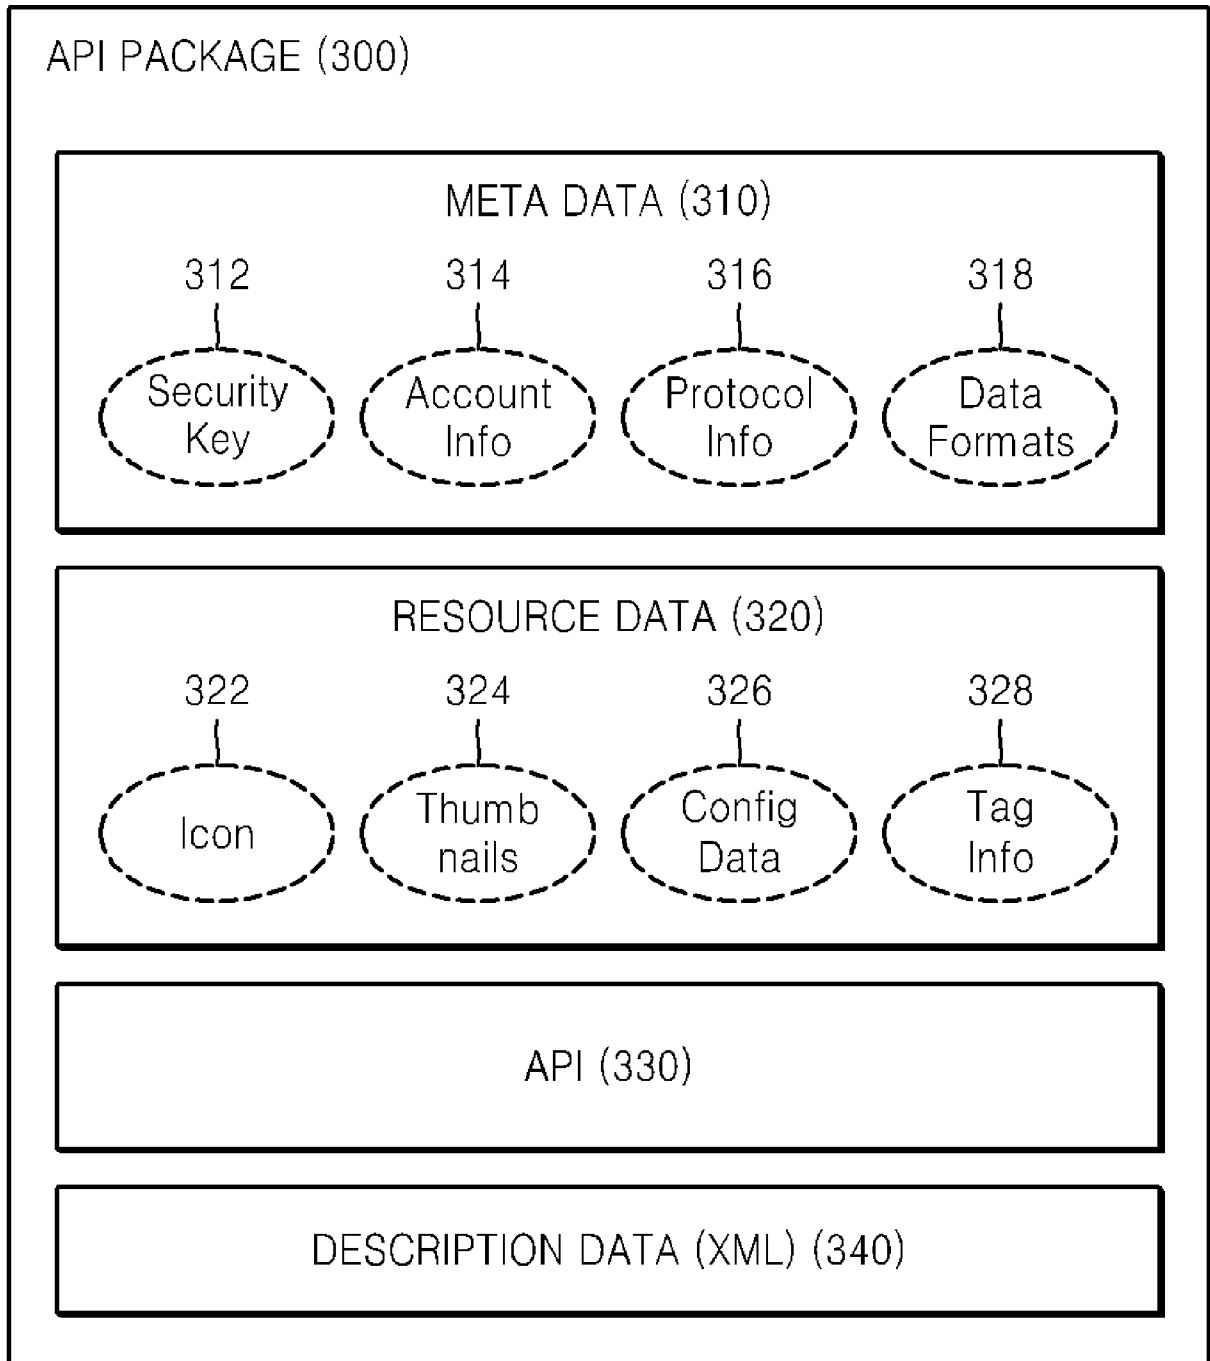 API PACKAGE (300)
META DATA (310)
312 314 316 318
Security Key
Account Info
Protocol Info
Data Formats
RESOURCE DATA (320)
322 324 326 328
Icon
Thumb nails
Config Data
Tag Info
API (330)
DESCRIPTION DATA (XML) (340)